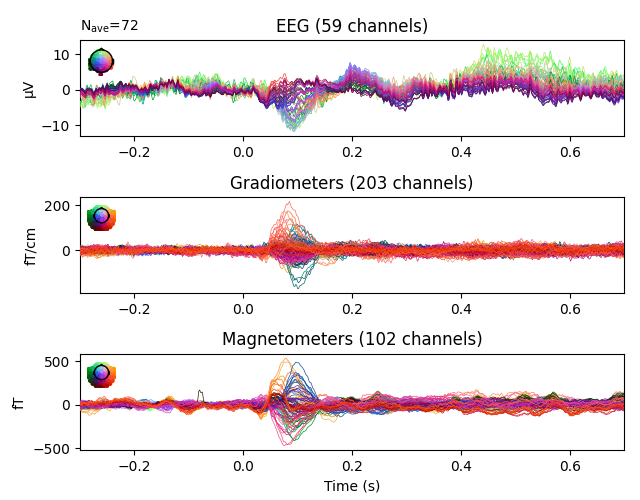 N_ave=72
EEG (59 channels)
10
0
−10
µV
−0.2 0.0 0.2 0.4 0.6
Gradiometers (203 channels)
200
0
fT/cm
−0.2 0.0 0.2 0.4 0.6
Magnetometers (102 channels)
500
0
−500
fT
−0.2 0.0 0.2 0.4 0.6
Time (s)